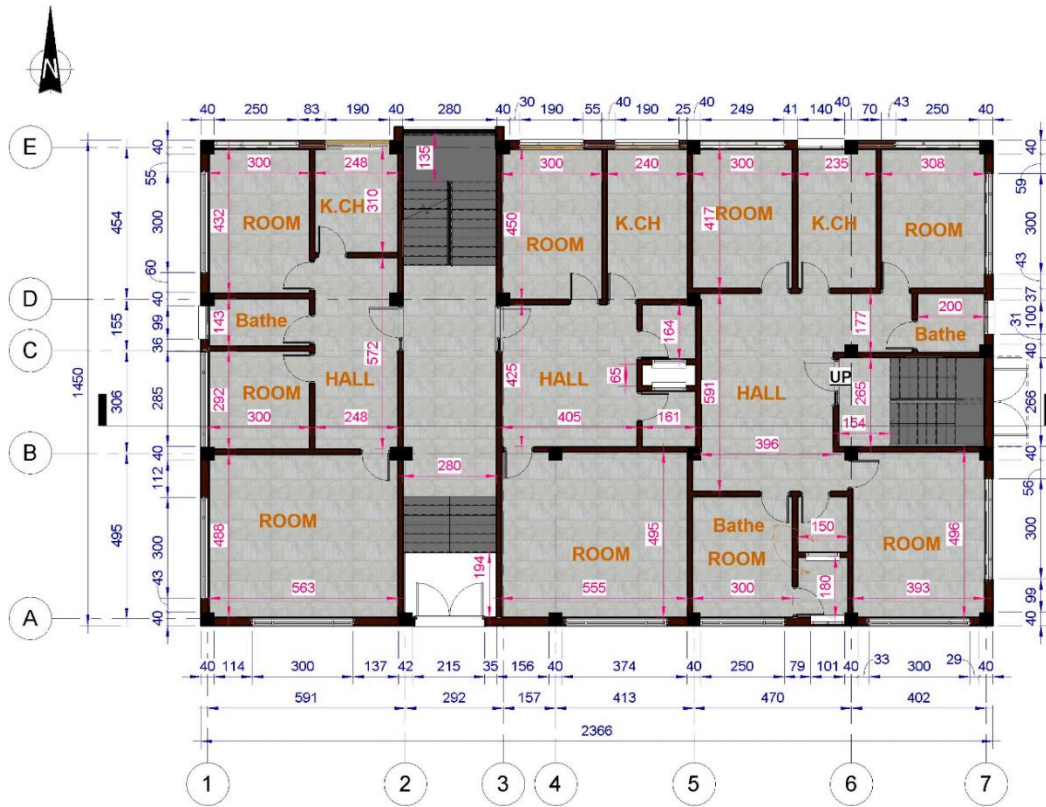 N
40 250 83 190 40 280 40 30 190 55 40 190 25 40 249 41 140 40 70 43 250 40
E
40 55 454 300 60 40 155 99 36 1450 306 285 40 112 495 300 43 40
300 248 135 300 240 300 235 308
432 310 450 417
ROOM K.CH ROOM K.CH ROOM K.CH ROOM
40 59 300 43 37 31 100 40 266 40 56 300 99 40
D
143 Bathe 164 177 200 Bathe
C
572 425 65 591 UP 265
292 ROOM HALL HALL HALL
300 248 405 161 396 154
B
280
ROOM Bathe 150
488 ROOM 495 ROOM ROOM 496
563 194 555 300 180 393
A
40 114 300 137 42 215 35 156 40 374 40 250 79 101 40 33 300 29 40
591 292 157 413 470 402
2366
1 2 3 4 5 6 7